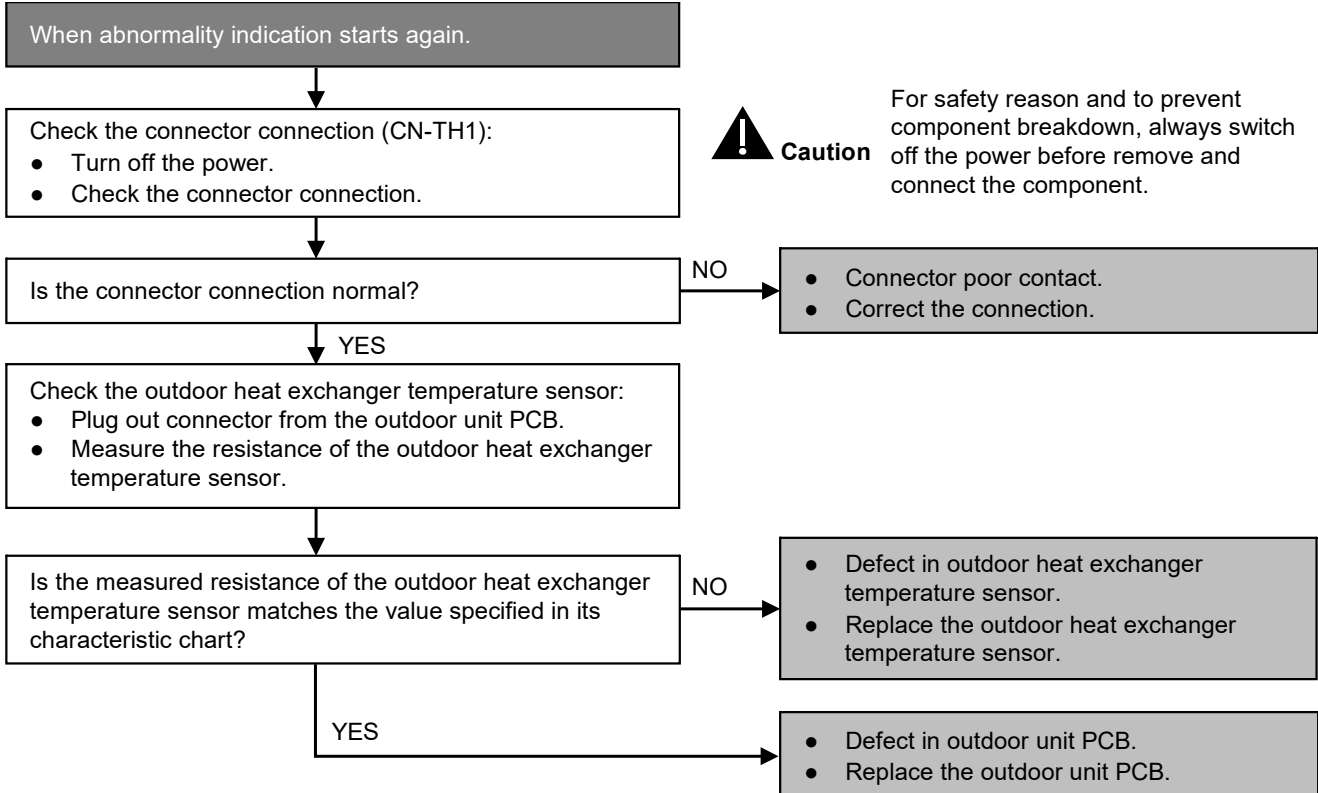 When abnormality indication starts again.
Check the connector connection (CN-TH1):
● Turn off the power.
● Check the connector connection.
Caution
For safety reason and to prevent
component breakdown, always switch
off the power before remove and
connect the component.
Is the connector connection normal?
NO
● Connector poor contact.
● Correct the connection.
YES
Check the outdoor heat exchanger temperature sensor:
● Plug out connector from the outdoor unit PCB.
● Measure the resistance of the outdoor heat exchanger
temperature sensor.
Is the measured resistance of the outdoor heat exchanger
temperature sensor matches the value specified in its
characteristic chart?
NO
● Defect in outdoor heat exchanger
temperature sensor.
● Replace the outdoor heat exchanger
temperature sensor.
YES
● Defect in outdoor unit PCB.
● Replace the outdoor unit PCB.